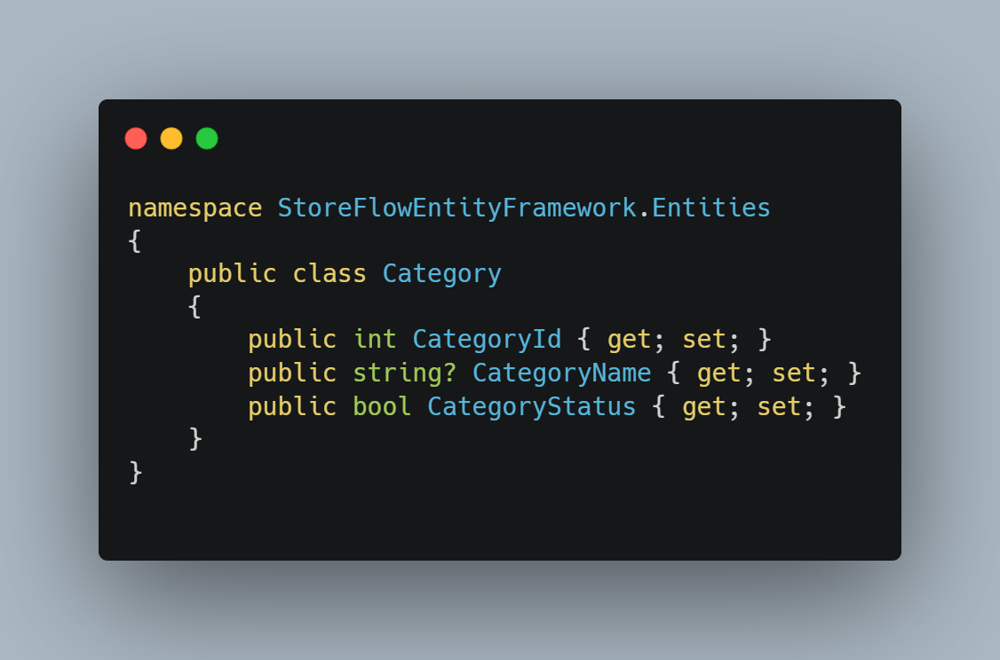 namespace StoreFlowEntityFramework.Entities
{
    public class Category
    {
        public int CategoryId { get; set; }
        public string? CategoryName { get; set; }
        public bool CategoryStatus { get; set; }
    }
}